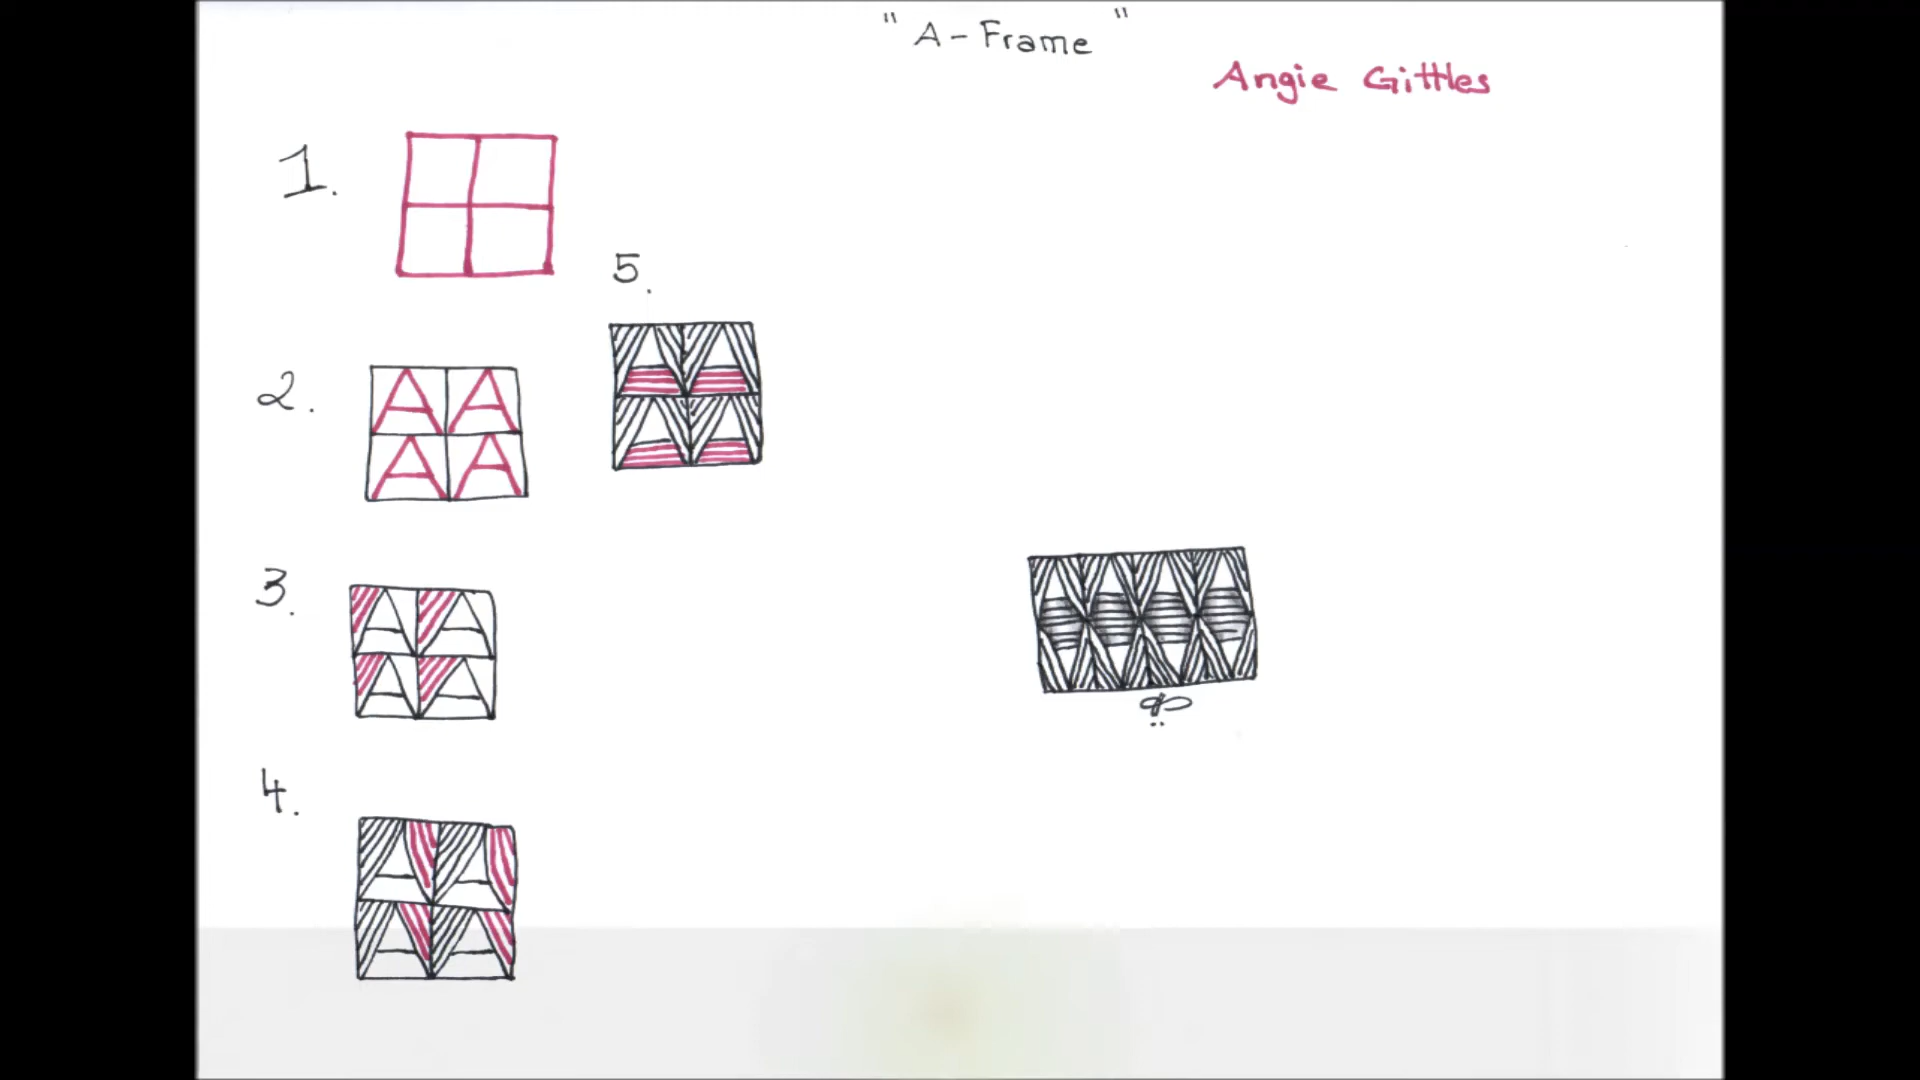 "A-Frame"
Angie Gittles
1.
2.
A A
A A
3.
4.
5.